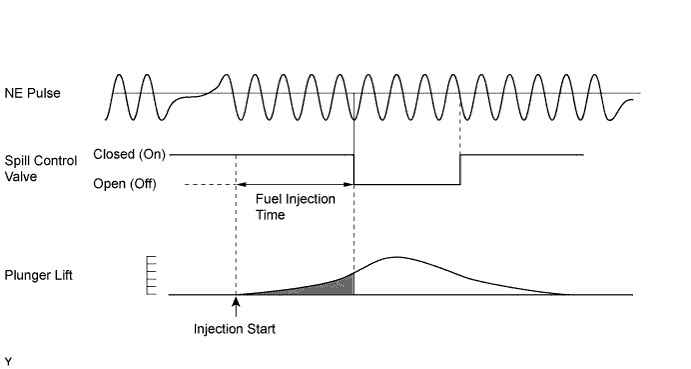 NE Pulse
Closed (On)
Spill Control
Valve
Open (Off)
Fuel Injection
Time
Plunger Lift
Injection Start
Y